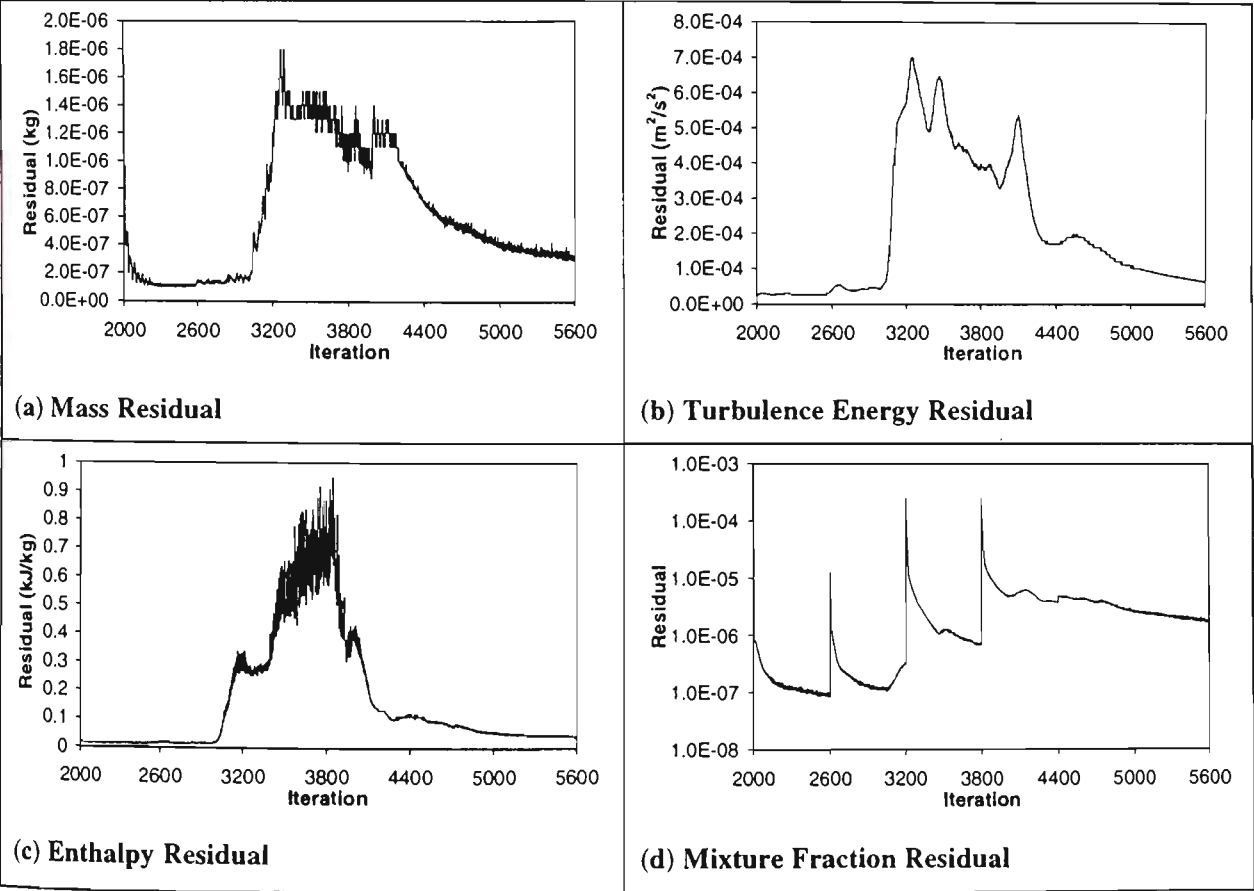 2.0E-06
1.8E-06
1.6E-06
1.4E-06
1.2E-06
1.0E-06
8.0E-07
6.0E-07
4.0E-07
2.0E-07
0.0E+00
Residual (kg)
2000 2600 3200 3800 4400 5000 5600
Iteration
(a) Mass Residual
8.0E-04
7.0E-04
6.0E-04
5.0E-04
4.0E-04
3.0E-04
2.0E-04
1.0E-04
0.0E+00
Residual (m²/s²)
2000 2600 3200 3800 4400 5000 5600
Iteration
(b) Turbulence Energy Residual
1
0.9
0.8
0.7
0.6
0.5
0.4
0.3
0.2
0.1
0
Residual (kJ/kg)
2000 2600 3200 3800 4400 5000 5600
Iteration
(c) Enthalpy Residual
1.0E-03
1.0E-04
1.0E-05
1.0E-06
1.0E-07
1.0E-08
Residual
2000 2600 3200 3800 4400 5000 5600
Iteration
(d) Mixture Fraction Residual